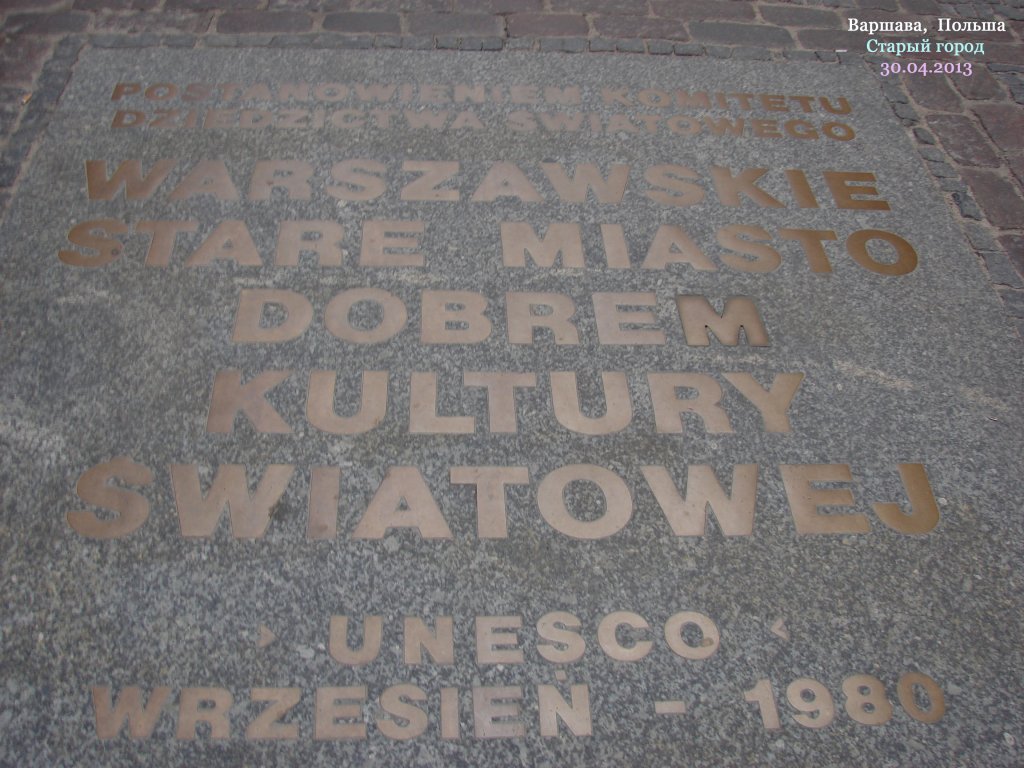 Варшава, Польша
Старый город
30.04.2013
POSTANOWIENIEM KOMITETU
DZIEDZICTWA ŚWIATOWEGO
WARSZAWSKIE
STARE MIASTO
DOBREM
KULTURY
ŚWIATOWEJ
> UNESCO <
WRZESIEŃ - 1980